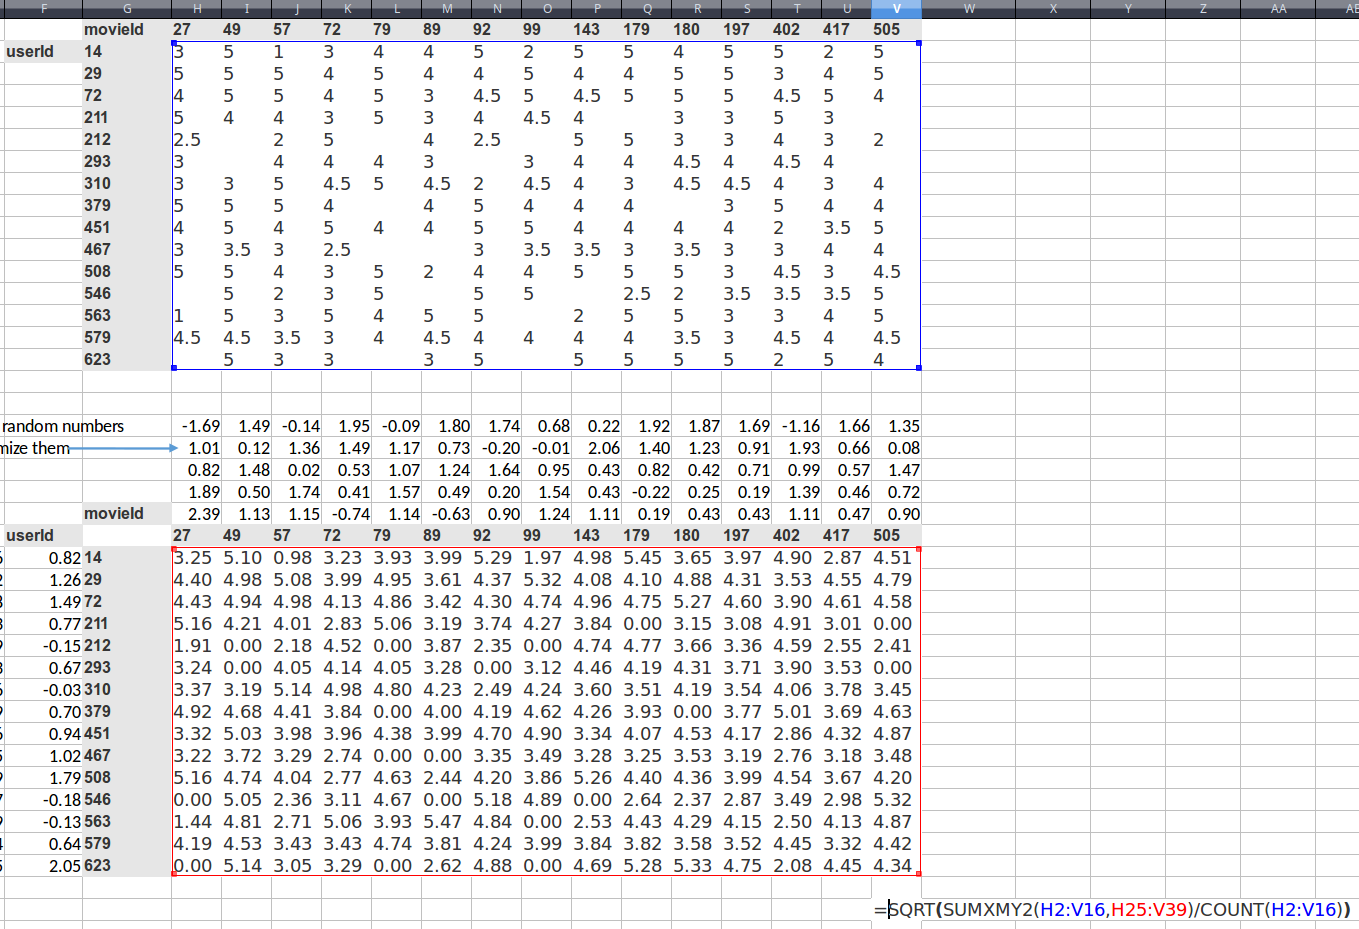 F G H I J K L M N O P Q R S T U V W X Y Z AA AB
movieId 27 49 57 72 79 89 92 99 143 179 180 197 402 417 505
userId 14 3 5 1 3 4 4 5 2 5 5 4 5 5 2 5
29 5 5 5 4 5 4 4 5 4 4 5 5 3 4 5
72 4 5 5 4 5 3 4.5 5 4.5 5 5 5 4.5 5 4
211 5 4 4 3 5 3 4 4.5 4 3 3 5 3
212 2.5 2 5 4 2.5 5 5 3 3 4 3 2
293 3 4 4 4 3 3 4 4 4.5 4 4.5 4
310 3 3 5 4.5 5 4.5 2 4.5 4 3 4.5 4.5 4 3 4
379 5 5 5 4 4 5 4 4 4 3 5 4 4
451 4 5 4 5 4 4 5 5 4 4 4 4 2 3.5 5
467 3 3.5 3 2.5 3 3.5 3.5 3 3.5 3 3 4 4
508 5 5 4 3 5 2 4 4 5 5 5 3 4.5 3 4.5
546 5 2 3 5 5 5 2.5 2 3.5 3.5 3.5 5
563 1 5 3 5 4 5 5 2 5 5 3 3 4 5
579 4.5 4.5 3.5 3 4 4.5 4 4 4 4 3.5 3 4.5 4 4.5
623 5 3 3 3 5 5 5 5 5 2 5 4
random numbers -1.69 1.49 -0.14 1.95 -0.09 1.80 1.74 0.68 0.22 1.92 1.87 1.69 -1.16 1.66 1.35
mize them 1.01 0.12 1.36 1.49 1.17 0.73 -0.20 -0.01 2.06 1.40 1.23 0.91 1.93 0.66 0.08
0.82 1.48 0.02 0.53 1.07 1.24 1.64 0.95 0.43 0.82 0.42 0.71 0.99 0.57 1.47
1.89 0.50 1.74 0.41 1.57 0.49 0.20 1.54 0.43 -0.22 0.25 0.19 1.39 0.46 0.72
movieId 2.39 1.13 1.15 -0.74 1.14 -0.63 0.90 1.24 1.11 0.19 0.43 0.43 1.11 0.47 0.90
userId 27 49 57 72 79 89 92 99 143 179 180 197 402 417 505
0.82 14 3.25 5.10 0.98 3.23 3.93 3.99 5.29 1.97 4.98 5.45 3.65 3.97 4.90 2.87 4.51
1.26 29 4.40 4.98 5.08 3.99 4.95 3.61 4.37 5.32 4.08 4.10 4.88 4.31 3.53 4.55 4.79
1.49 72 4.43 4.94 4.98 4.13 4.86 3.42 4.30 4.74 4.96 4.75 5.27 4.60 3.90 4.61 4.58
0.77 211 5.16 4.21 4.01 2.83 5.06 3.19 3.74 4.27 3.84 0.00 3.15 3.08 4.91 3.01 0.00
-0.15 212 1.91 0.00 2.18 4.52 0.00 3.87 2.35 0.00 4.74 4.77 3.66 3.36 4.59 2.55 2.41
0.67 293 3.24 0.00 4.05 4.14 4.05 3.28 0.00 3.12 4.46 4.19 4.31 3.71 3.90 3.53 0.00
-0.03 310 3.37 3.19 5.14 4.98 4.80 4.23 2.49 4.24 3.60 3.51 4.19 3.54 4.06 3.78 3.45
0.70 379 4.92 4.68 4.41 3.84 0.00 4.00 4.19 4.62 4.26 3.93 0.00 3.77 5.01 3.69 4.63
0.94 451 3.32 5.03 3.98 3.96 4.38 3.99 4.70 4.90 3.34 4.07 4.53 4.17 2.86 4.32 4.87
1.02 467 3.22 3.72 3.29 2.74 0.00 0.00 3.35 3.49 3.28 3.25 3.53 3.19 2.76 3.18 3.48
1.79 508 5.16 4.74 4.04 2.77 4.63 2.44 4.20 3.86 5.26 4.40 4.36 3.99 4.54 3.67 4.20
-0.18 546 0.00 5.05 2.36 3.11 4.67 0.00 5.18 4.89 0.00 2.64 2.37 2.87 3.49 2.98 5.32
-0.13 563 1.44 4.81 2.71 5.06 3.93 5.47 4.84 0.00 2.53 4.43 4.29 4.15 2.50 4.13 4.87
0.64 579 4.19 4.53 3.43 3.43 4.74 3.81 4.24 3.99 3.84 3.82 3.58 3.52 4.45 3.32 4.42
2.05 623 0.00 5.14 3.05 3.29 0.00 2.62 4.88 0.00 4.69 5.28 5.33 4.75 2.08 4.45 4.34
=SQRT(SUMXMY2(H2:V16,H25:V39)/COUNT(H2:V16))